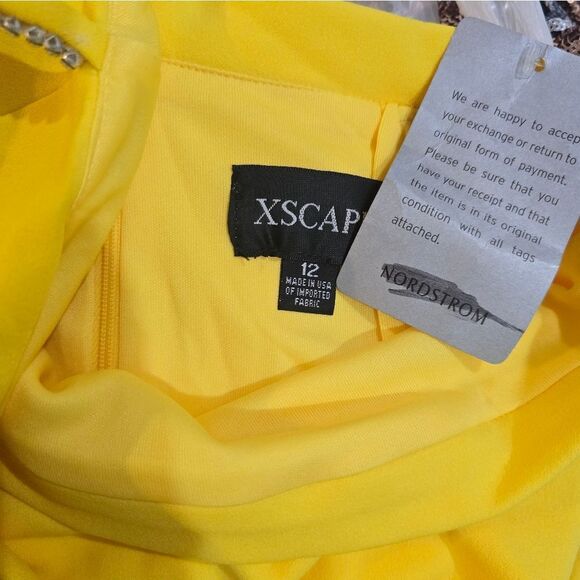 We are happy to accep
your exchange or return to
original form of payment.
Please be sure that you
have your receipt and that
the item is in its original
condition with all tags
attached.
NORDSTROM
XSCAP
12
MADE IN USA
OF IMPORTED
FABRIC